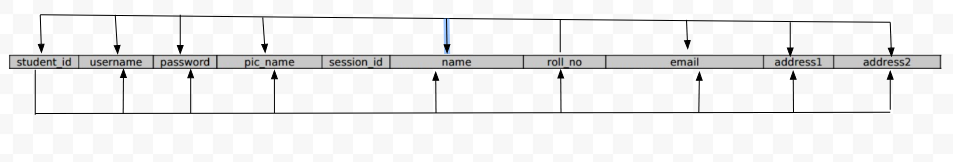 student_id username password pic_name session_id name roll_no email address1 address2